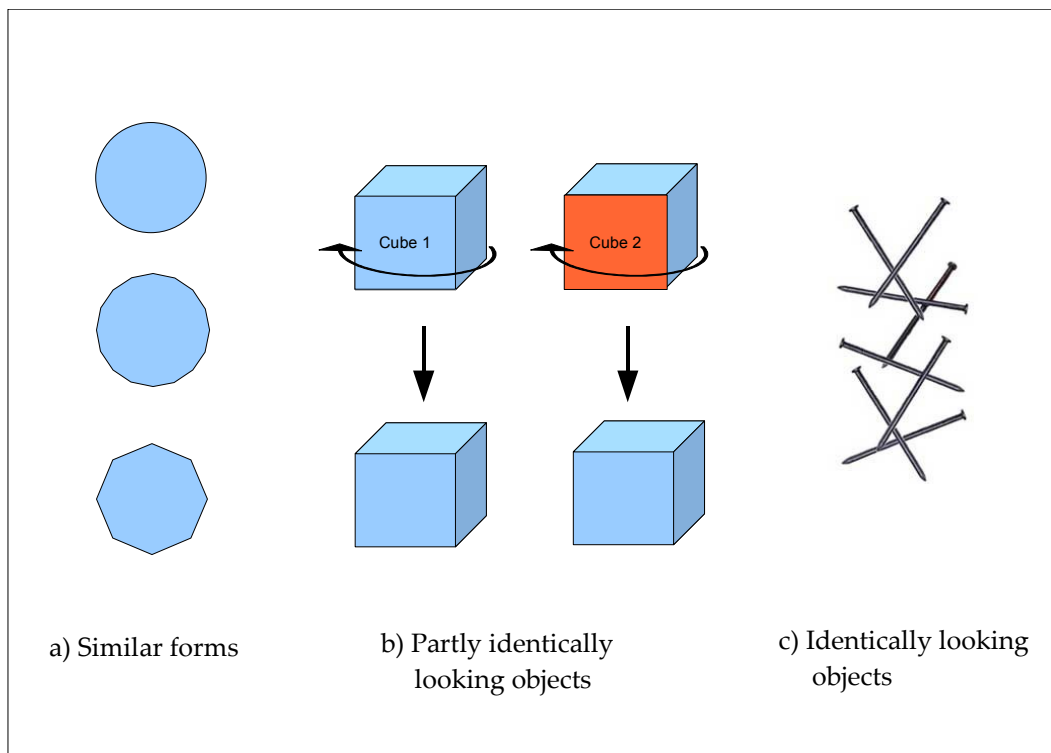 Cube 1
Cube 2
a) Similar forms
b) Partly identically
looking objects
c) Identically looking
objects